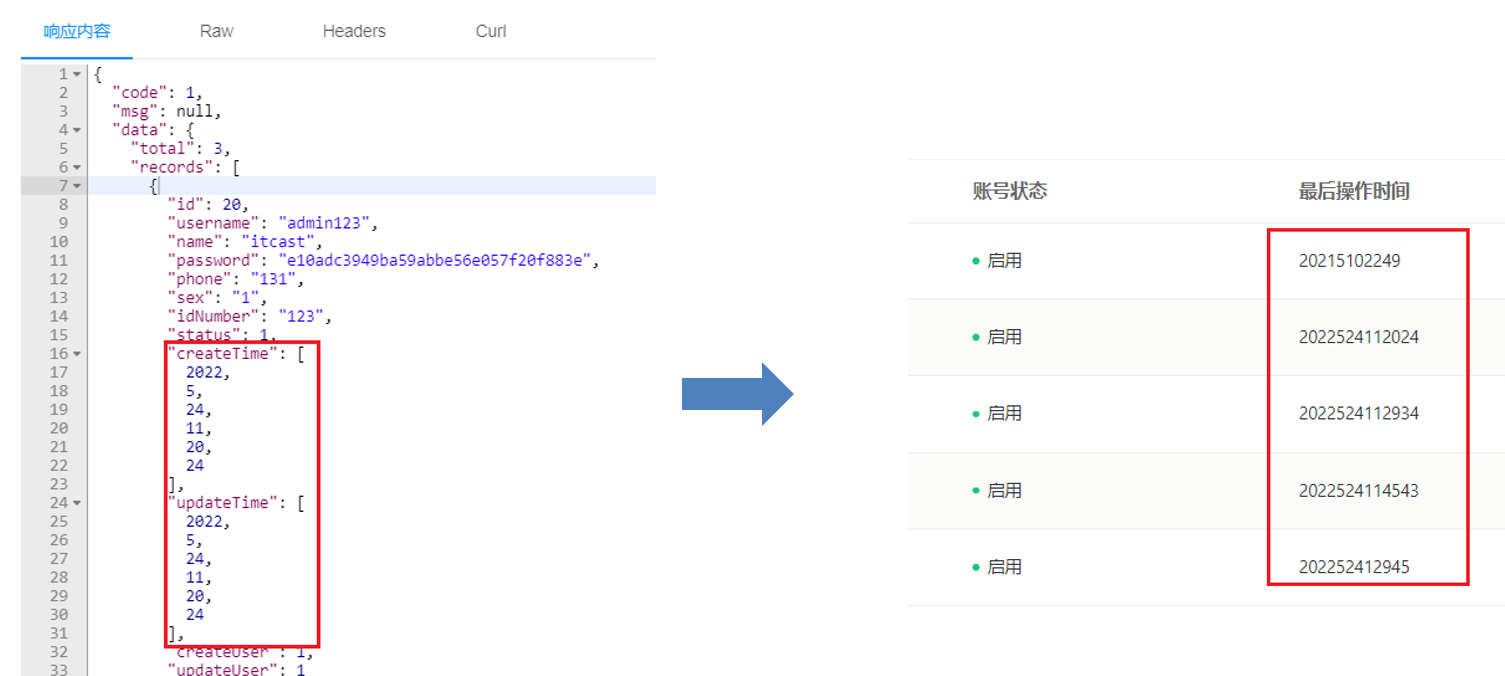 响应内容 Raw Headers Curl
1 {
2 "code": 1,
3 "msg": null,
4 "data": {
5 "total": 3,
6 "records": [
7 {
8 "id": 20,
9 "username": "admin123",
10 "name": "itcast",
11 "password": "e10adc3949ba59abbe56e057f20f883e",
12 "phone": "131",
13 "sex": "1",
14 "idNumber": "123",
15 "status": 1,
16 "createTime": [
17 2022,
18 5,
19 24,
20 11,
21 20,
22 24
23 ],
24 "updateTime": [
25 2022,
26 5,
27 24,
28 11,
29 20,
30 24
31 ],
32 "createUser": 1,
33 "updateUser": 1
账号状态 最后操作时间
启用 20215102249
启用 2022524112024
启用 2022524112934
启用 2022524114543
启用 202252412945